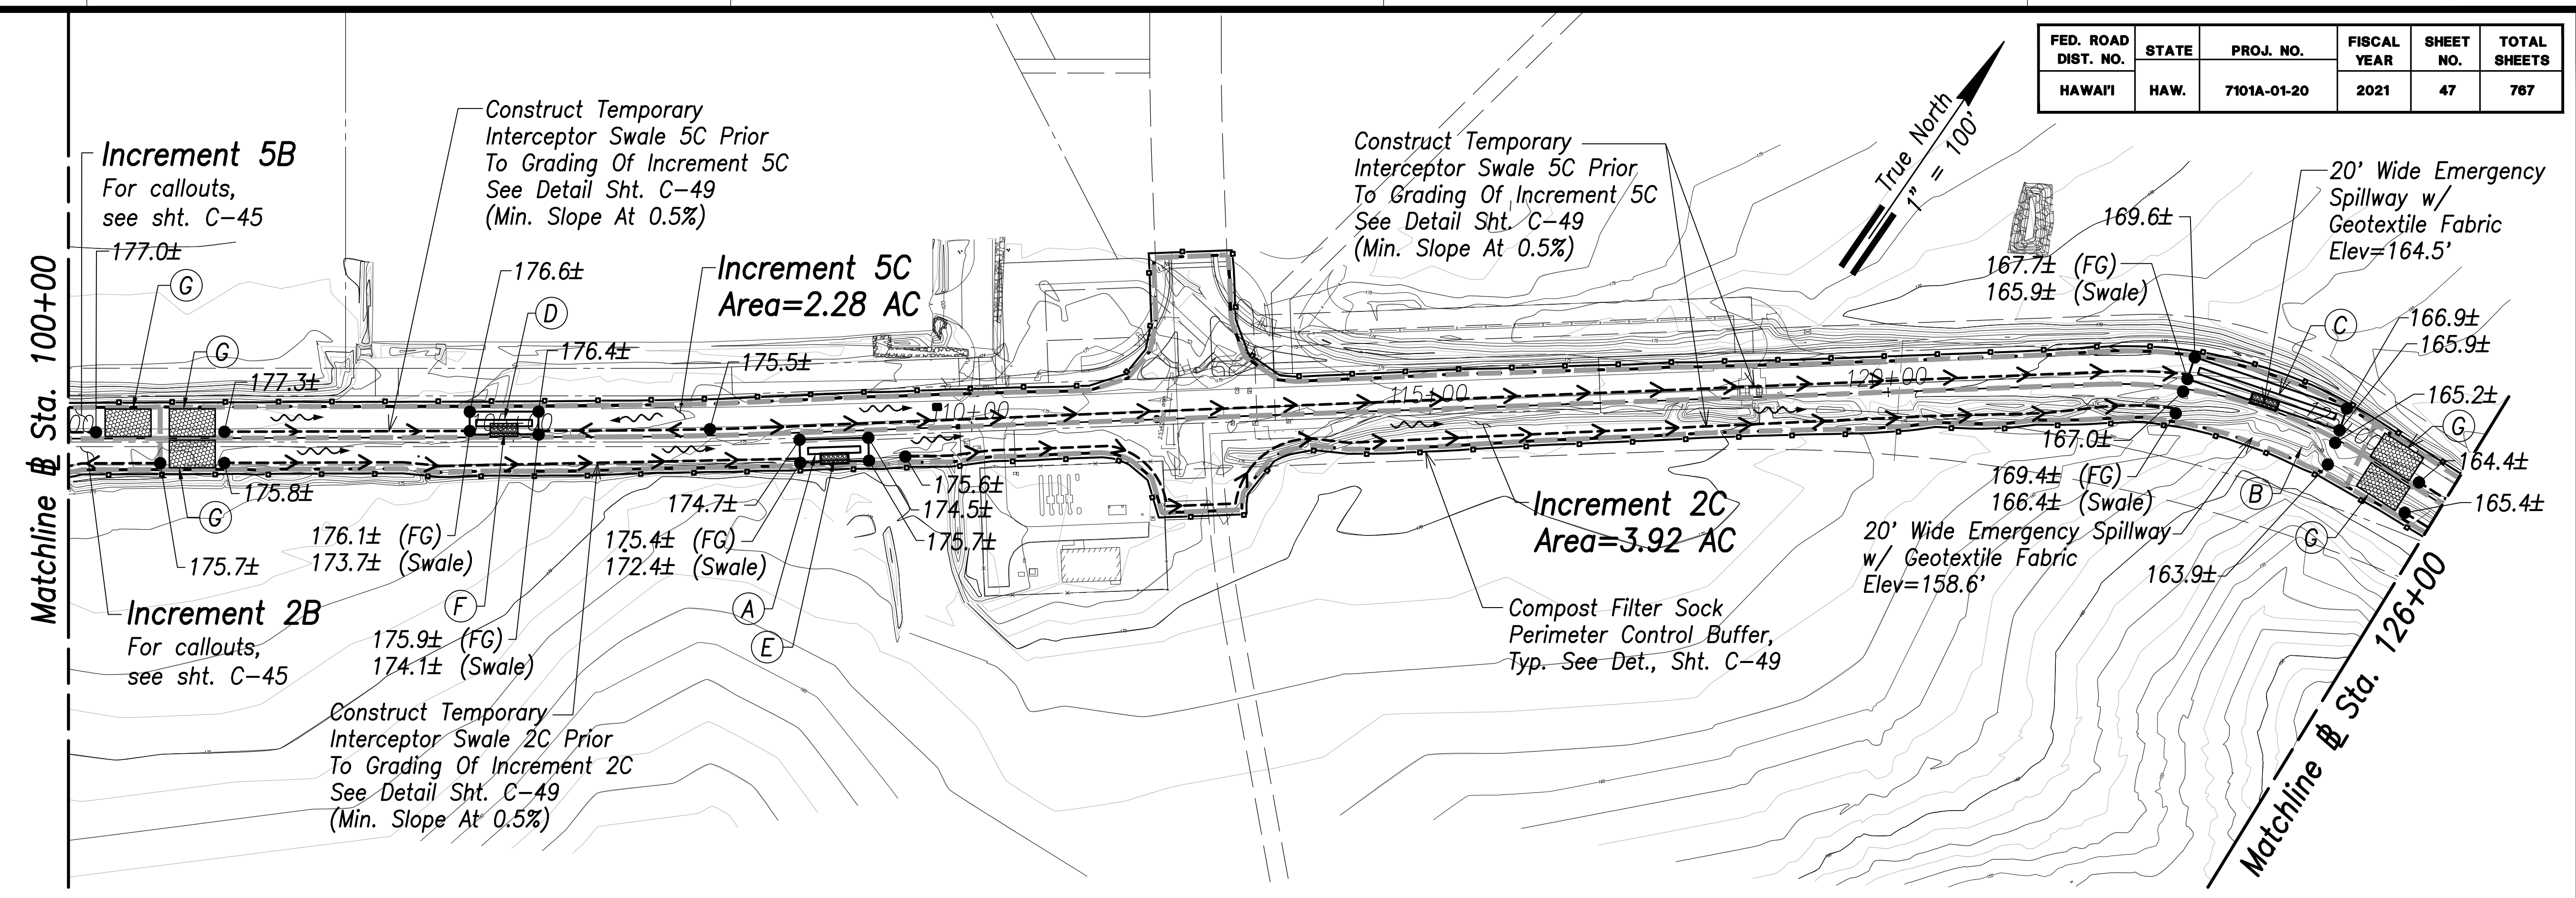 FED. ROAD DIST. NO.
STATE
PROJ. NO.
FISCAL YEAR
SHEET NO.
TOTAL SHEETS
HAWAI'I
HAW.
7101A-01-20
2021
47
767
Matchline BL Sta. 100+00
Increment 5B
For callouts,
see sht. C-45
177.0±
G
G
177.3±
Construct Temporary
Interceptor Swale 5C Prior
To Grading Of Increment 5C
See Detail Sht. C-49
(Min. Slope At 0.5%)
176.6±
D
176.4±
Increment 5C
Area=2.28 AC
175.5±
110+00
115+00
120+00
Construct Temporary
Interceptor Swale 5C Prior
To Grading Of Increment 5C
See Detail Sht. C-49
(Min. Slope At 0.5%)
True North
1" = 100'
169.6±
167.7± (FG)
165.9± (Swale)
20' Wide Emergency
Spillway w/
Geotextile Fabric
Elev=164.5'
C
166.9±
165.9±
165.2±
G
164.4±
165.4±
175.8±
G
175.7±
176.1± (FG)
173.7± (Swale)
F
175.9± (FG)
174.1± (Swale)
174.7±
175.4± (FG)
172.4± (Swale)
A
E
175.6±
174.5±
175.7±
Increment 2B
For callouts,
see sht. C-45
Construct Temporary
Interceptor Swale 2C Prior
To Grading Of Increment 2C
See Detail Sht. C-49
(Min. Slope At 0.5%)
Increment 2C
Area=3.92 AC
Compost Filter Sock
Perimeter Control Buffer,
Typ. See Det., Sht. C-49
167.0±
169.4± (FG)
166.4± (Swale)
20' Wide Emergency Spillway
w/ Geotextile Fabric
Elev=158.6'
B
G
163.9±
Matchline BL Sta. 126+00